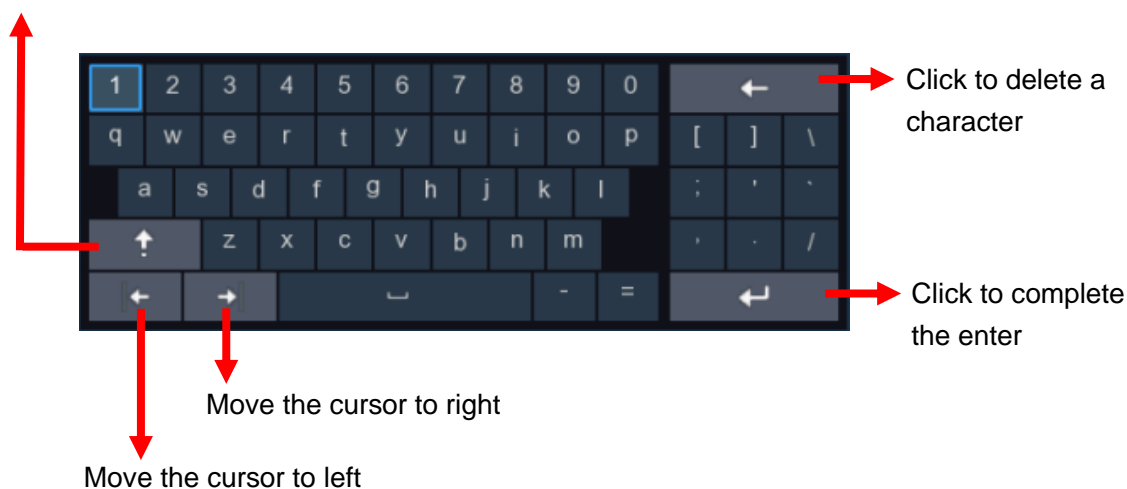 1 2 3 4 5 6 7 8 9 0 ←
Click to delete a
character
q w e r t y u i o p [ ] \
a s d f g h j k l ; ' `
z x c v b n m , . /
- =
Click to complete
the enter
Move the cursor to right
Move the cursor to left